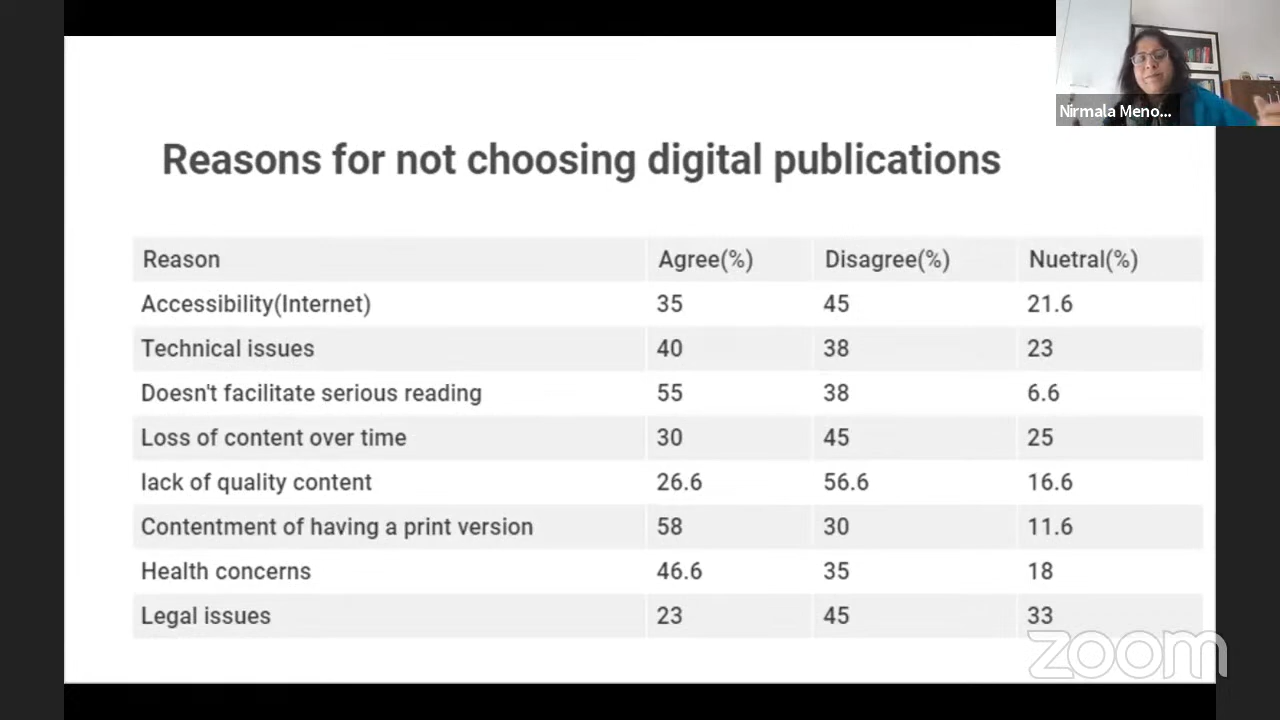 Nirmala Meno...
Reasons for not choosing digital publications
Reason Agree(%) Disagree(%) Nuetral(%)
Accessibility(Internet) 35 45 21.6
Technical issues 40 38 23
Doesn't facilitate serious reading 55 38 6.6
Loss of content over time 30 45 25
lack of quality content 26.6 56.6 16.6
Contentment of having a print version 58 30 11.6
Health concerns 46.6 35 18
Legal issues 23 45 33
zoom